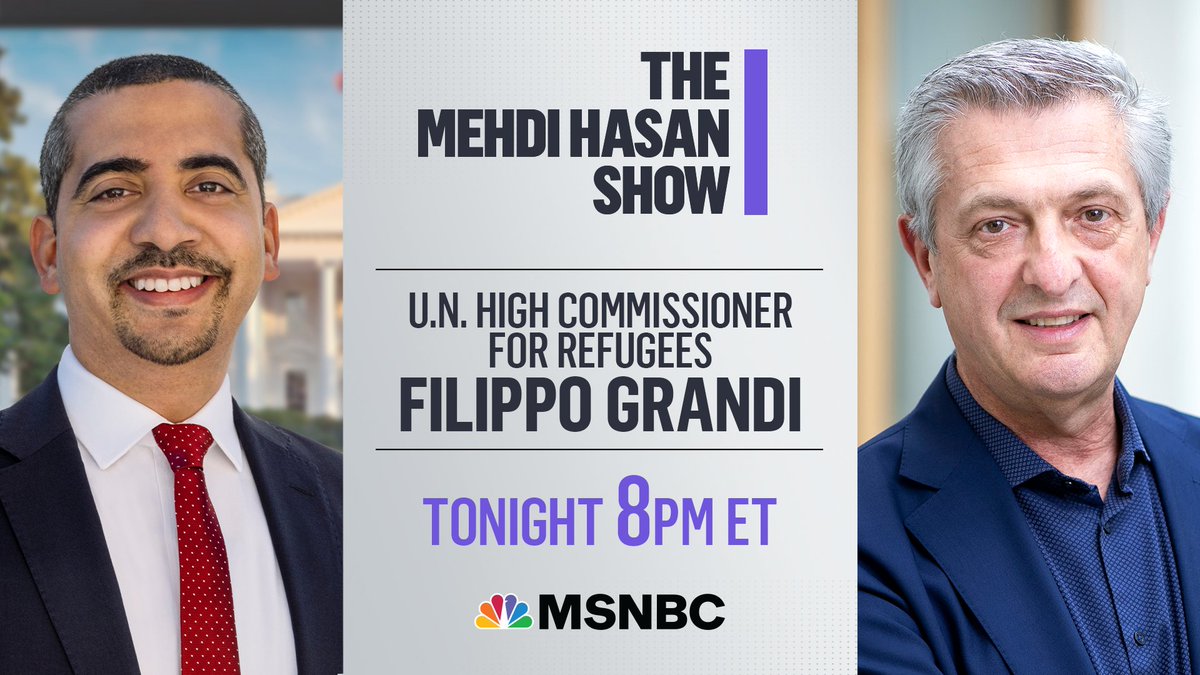 THE
MEHDI HASAN
SHOW
U.N. HIGH COMMISSIONER
FOR REFUGEES
FILIPPO GRANDI
TONIGHT 8PM ET
MSNBC